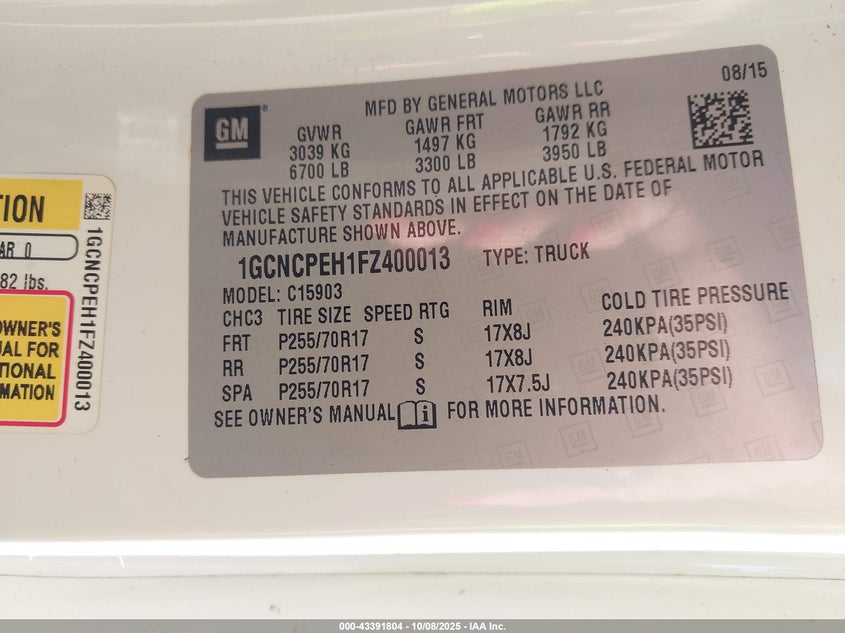 08/15
GM
MFD BY GENERAL MOTORS LLC
GVWR GAWR FRT GAWR RR
3039 KG 1497 KG 1792 KG
6700 LB 3300 LB 3950 LB
THIS VEHICLE CONFORMS TO ALL APPLICABLE U.S. FEDERAL MOTOR
VEHICLE SAFETY STANDARDS IN EFFECT ON THE DATE OF
MANUFACTURE SHOWN ABOVE.
1GCNCPEH1FZ400013 TYPE: TRUCK
MODEL: C15903
CHC3 TIRE SIZE SPEED RTG RIM COLD TIRE PRESSURE
FRT P255/70R17 S 17X8J 240KPA(35PSI)
RR P255/70R17 S 17X8J 240KPA(35PSI)
SPA P255/70R17 S 17X7.5J 240KPA(35PSI)
SEE OWNER'S MANUAL FOR MORE INFORMATION.
TION
AR 0
82 lbs.
OWNER'S
UAL FOR
TIONAL
MATION
1GCNCPEH1FZ400013
000-43391804 - 10/08/2025 - IAA Inc.